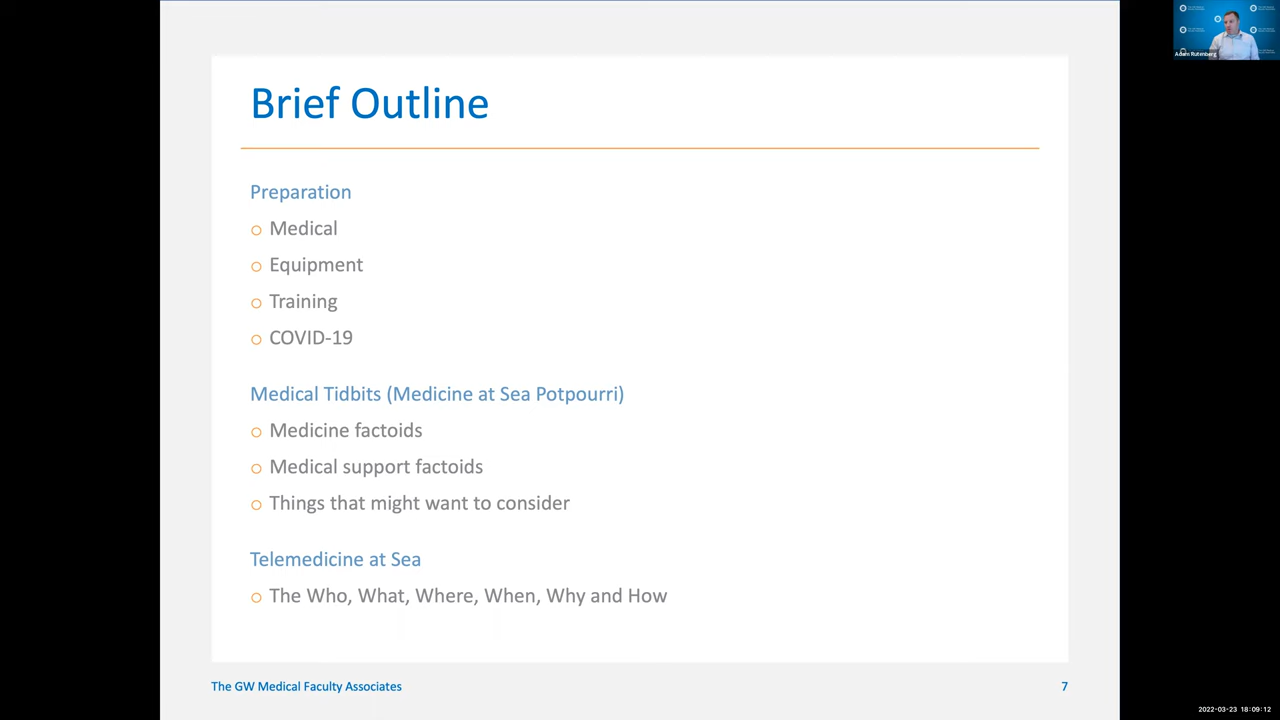 Brief Outline
Preparation
Medical
Equipment
Training
COVID-19
Medical Tidbits (Medicine at Sea Potpourri)
Medicine factoids
Medical support factoids
Things that might want to consider
Telemedicine at Sea
The Who, What, Where, When, Why and How
The GW Medical Faculty Associates
7
Adam Rutenberg
2022-03-23 18:09:12